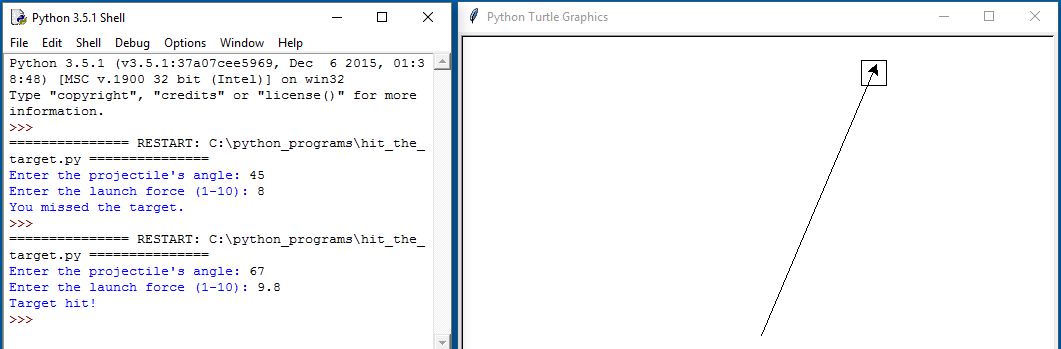 Python 3.5.1 Shell
File Edit Shell Debug Options Window Help
Python 3.5.1 (v3.5.1:37a07cee5969, Dec  6 2015, 01:3
8:48) [MSC v.1900 32 bit (Intel)] on win32
Type "copyright", "credits" or "license()" for more
information.
>>>
=============== RESTART: C:\python_programs\hit_the_
target.py ===============
Enter the projectile's angle: 45
Enter the launch force (1-10): 8
You missed the target.
>>>
=============== RESTART: C:\python_programs\hit_the_
target.py ===============
Enter the projectile's angle: 67
Enter the launch force (1-10): 9.8
Target hit!
>>>
Python Turtle Graphics